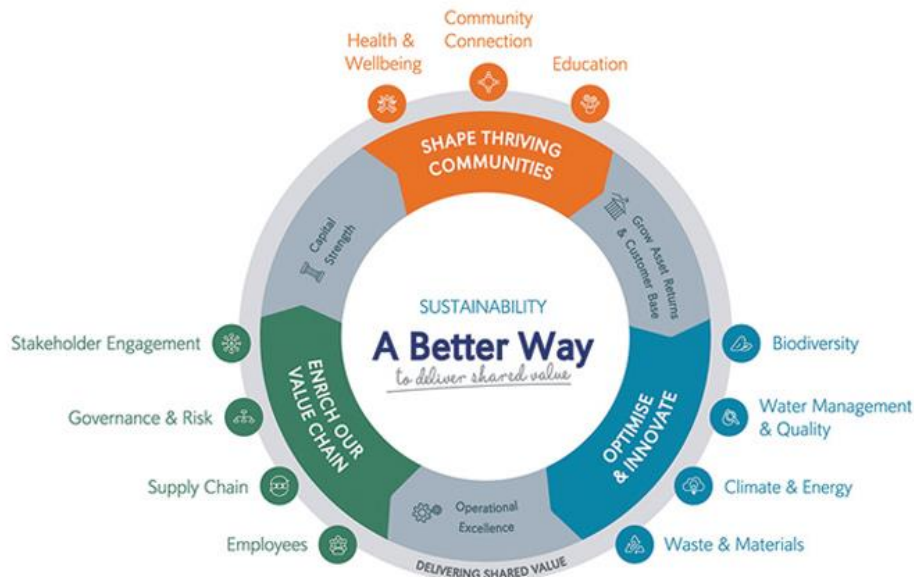 Community
Connection
Health &
Wellbeing
Education
SHAPE THRIVING
COMMUNITIES
Capital
Strength
Grow Asset Returns
& Customer Base
SUSTAINABILITY
A Better Way
to deliver shared value
Stakeholder Engagement
Governance & Risk
Supply Chain
Employees
ENRICH OUR
VALUE CHAIN
OPTIMISE
& INNOVATE
Biodiversity
Water Management
& Quality
Climate & Energy
Waste & Materials
Operational
Excellence
DELIVERING SHARED VALUE